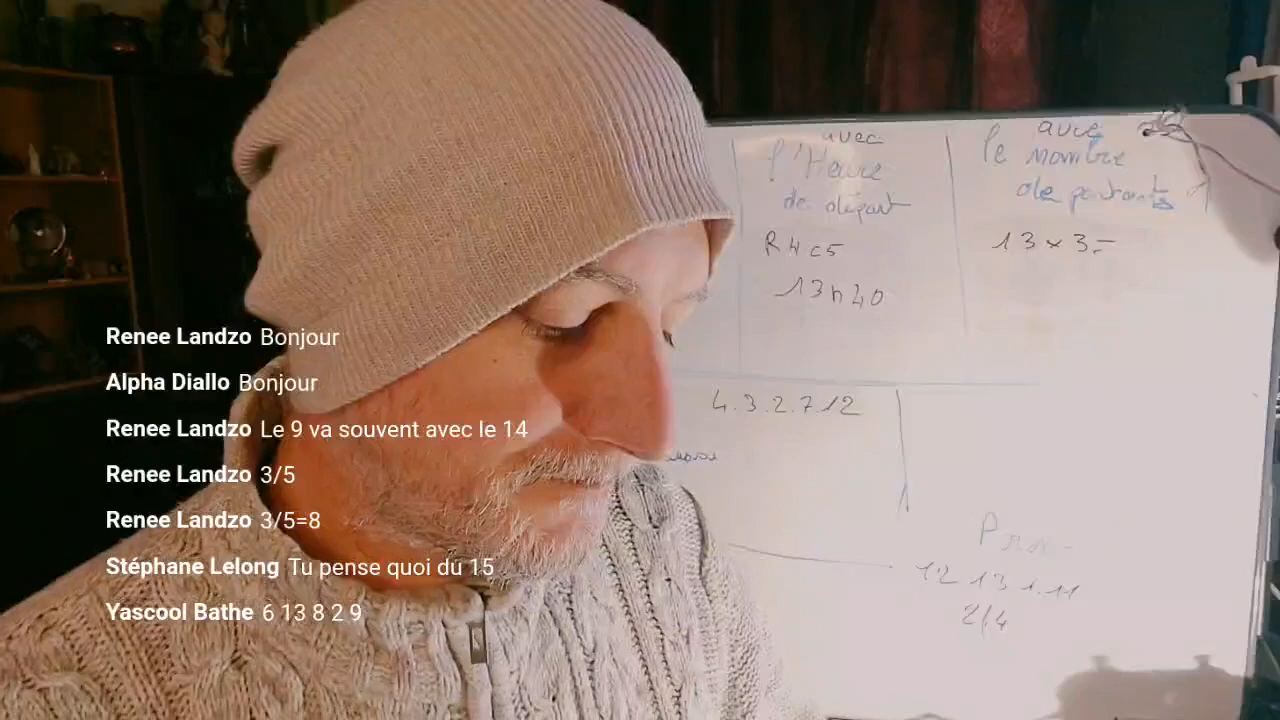 avec
l'Heure
de départ
R4C5
13h40
avec
le nombre
de partants
13 x 3 =
4.3.2.7.12
12 13 1.11
2/4
Renee Landzo Bonjour
Alpha Diallo Bonjour
Renee Landzo Le 9 va souvent avec le 14
Renee Landzo 3/5
Renee Landzo 3/5=8
Stéphane Lelong Tu pense quoi du 15
Yascool Bathe 6 13 8 2 9